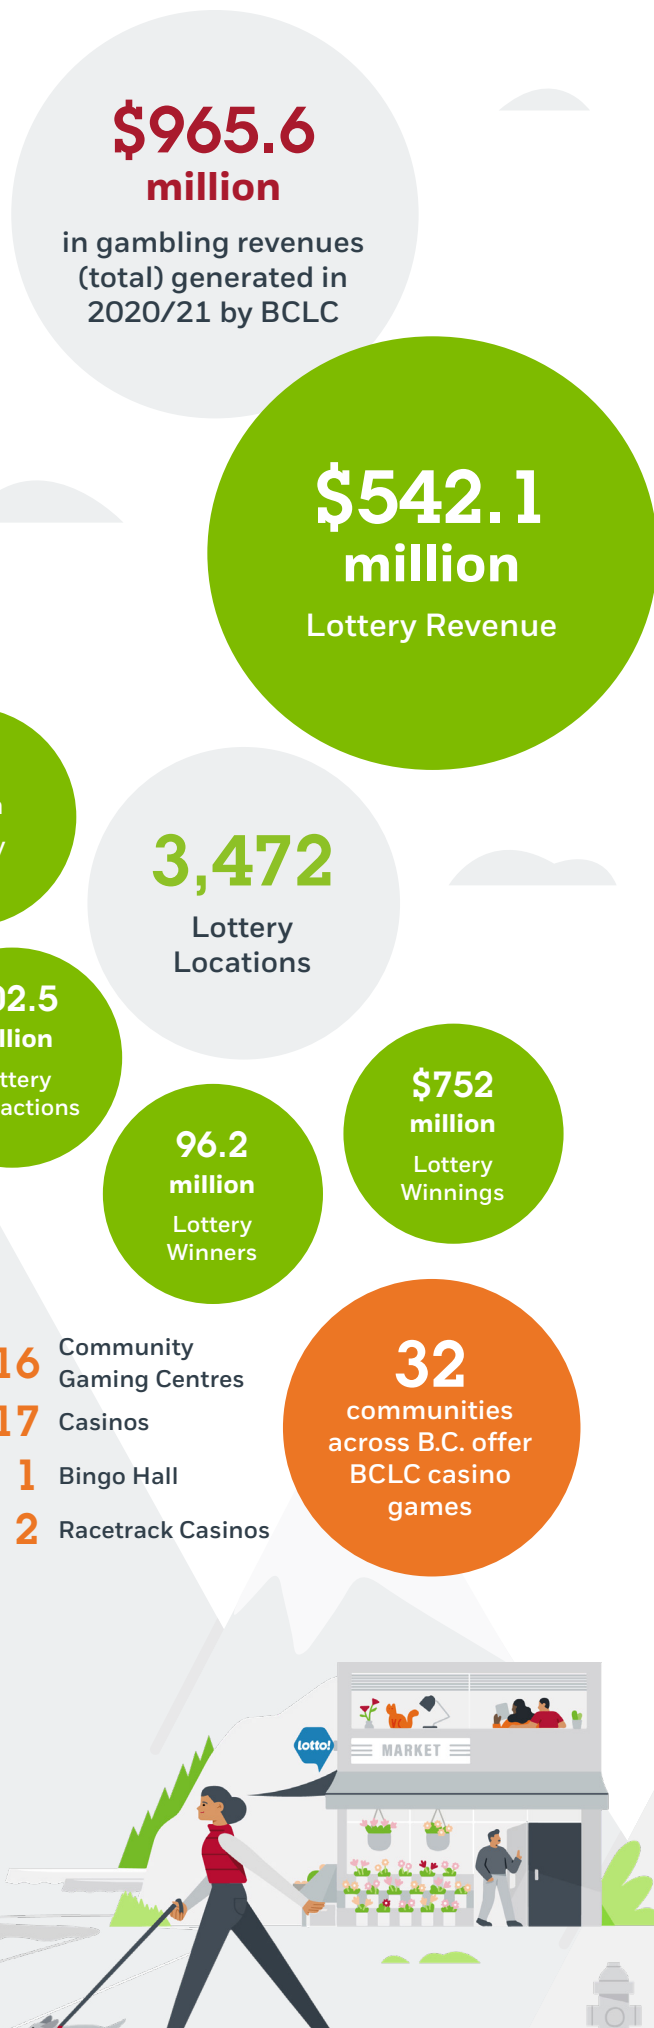 $965.6
million
in gambling revenues
(total) generated in
2020/21 by BCLC
$542.1
million
Lottery Revenue
3,472
Lottery
Locations
$752
million
Lottery
Winnings
96.2
million
Lottery
Winners
16 Community
Gaming Centres
17 Casinos
1 Bingo Hall
2 Racetrack Casinos
32
communities
across B.C. offer
BCLC casino
games
lotto!
MARKET